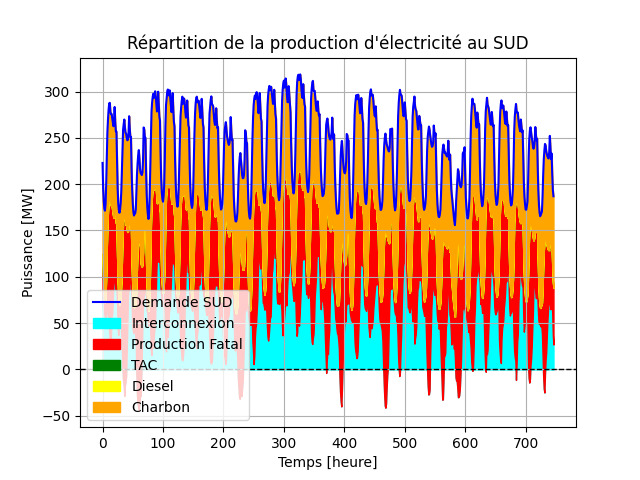 Répartition de la production d'électricité au SUD
Puissance [MW]
300
250
200
150
100
50
0
−50
Demande SUD
Interconnexion
Production Fatal
TAC
Diesel
Charbon
0 100 200 300 400 500 600 700
Temps [heure]